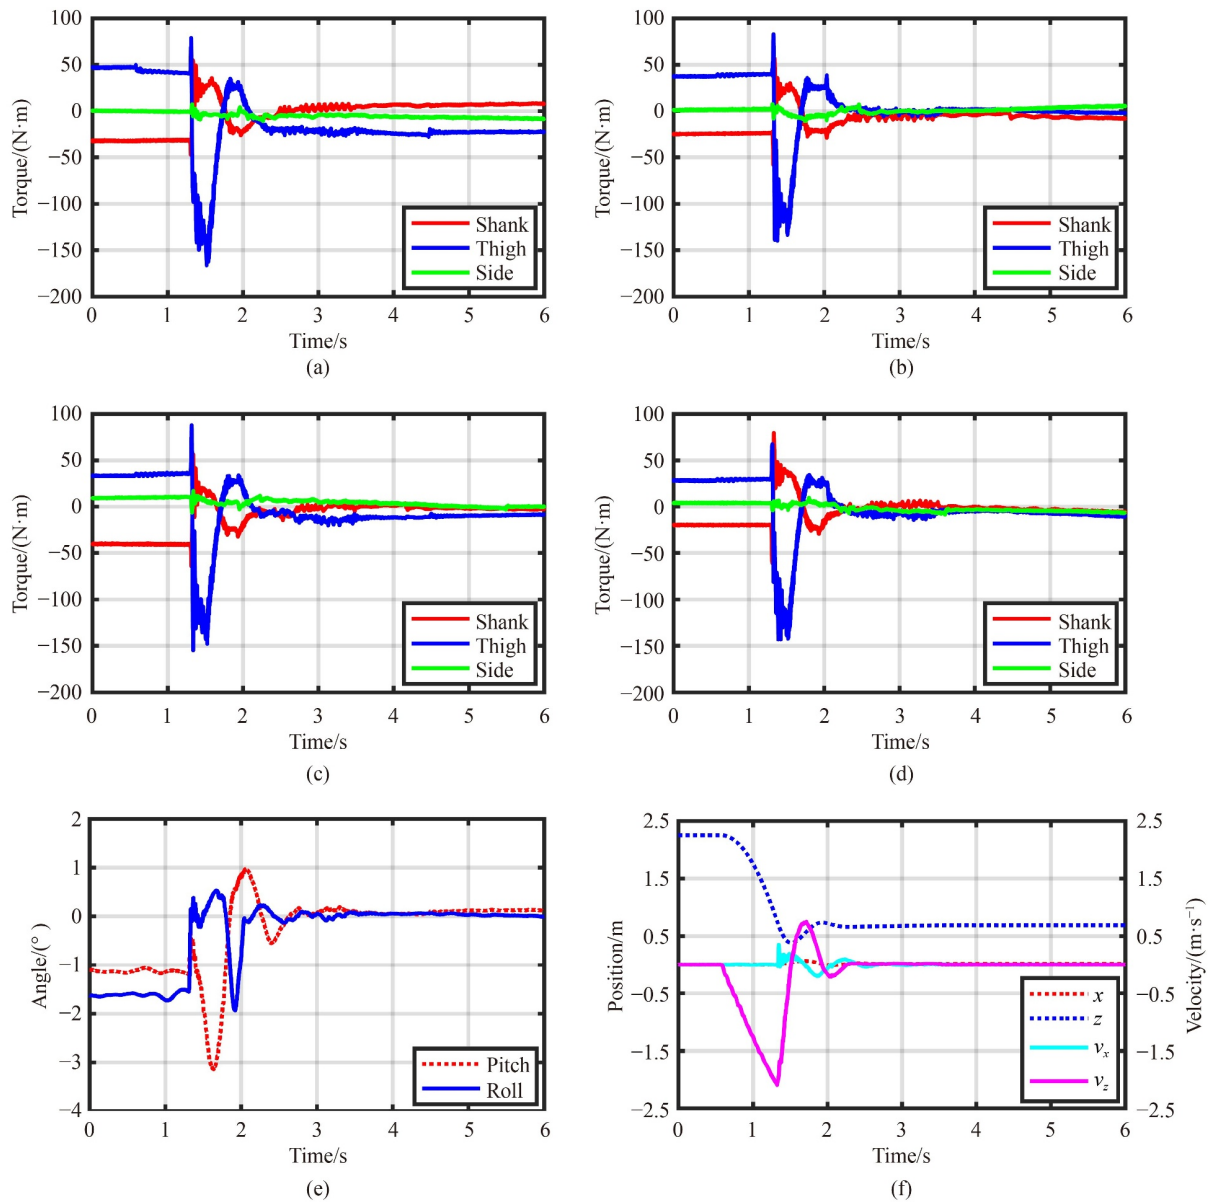 100
50
0
−50
−100
−150
−200
Torque/(N·m)
Shank
Thigh
Side
0 1 2 3 4 5 6
Time/s
(a)
100
50
0
−50
−100
−150
−200
Torque/(N·m)
Shank
Thigh
Side
0 1 2 3 4 5 6
Time/s
(b)
100
50
0
−50
−100
−150
−200
Torque/(N·m)
Shank
Thigh
Side
0 1 2 3 4 5 6
Time/s
(c)
100
50
0
−50
−100
−150
−200
Torque/(N·m)
Shank
Thigh
Side
0 1 2 3 4 5 6
Time/s
(d)
2
1
0
−1
−2
−3
−4
Angle/(°)
Pitch
Roll
0 1 2 3 4 5 6
Time/s
(e)
2.5 2.5
1.5 1.5
0.5 0.5
−0.5 −0.5
−1.5 −1.5
−2.5 −2.5
Position/m
Velocity/(m·s⁻¹)
x
z
vₓ
v_z
0 1 2 3 4 5 6
Time/s
(f)